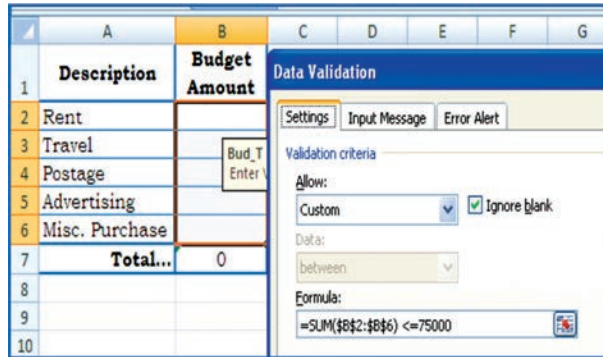 A B C D E F G
Description Budget Amount
1
2 Rent
3 Travel
4 Postage
5 Advertising
6 Misc. Purchase
7 Total... 0
8
9
10
Bud_T
Enter
Data Validation
Settings Input Message Error Alert
Validation criteria
Allow:
Custom Ignore blank
Data:
between
Formula:
=SUM($B$2:$B$6) <=75000